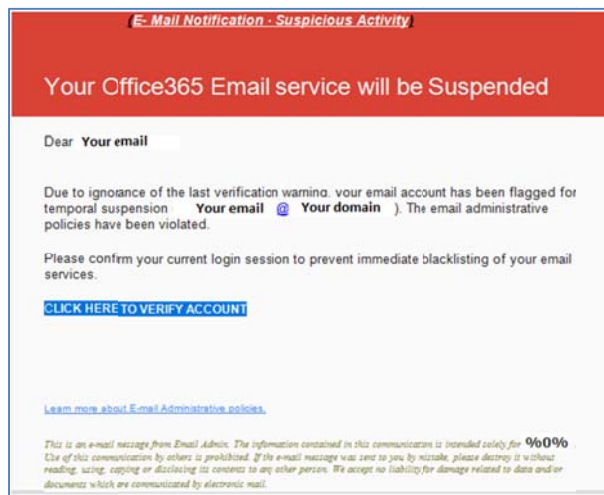 (E- Mail Notification - Suspicious Activity)
Your Office365 Email service will be Suspended
Dear Your email
Due to ignorance of the last verification warning, your email account has been flagged for
temporal suspension Your email @ Your domain ). The email administrative
policies have been violated.
Please confirm your current login session to prevent immediate blacklisting of your email
services.
CLICK HERE TO VERIFY ACCOUNT
Learn more about E-mail Administrative policies.
This is an e-mail message from Email Admin. The information contained in this communication is intended solely for %0% .
Use of this communication by others is prohibited. If the e-mail message was sent to you by mistake, please destroy it without
reading, using, copying or disclosing its contents to any other person. We accept no liability for damage related to data and/or
documents which are communicated by electronic mail.